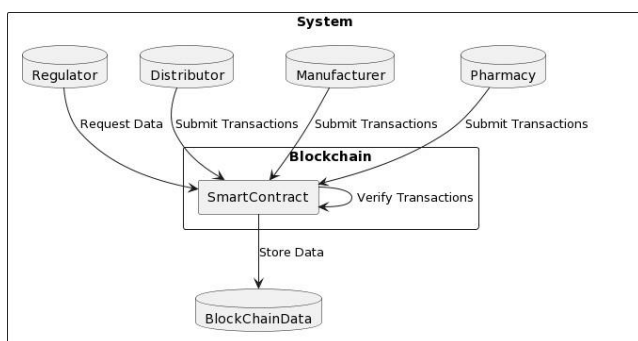 System
Regulator
Distributor
Manufacturer
Pharmacy
Request Data
Submit Transactions
Submit Transactions
Submit Transactions
Blockchain
SmartContract
Verify Transactions
Store Data
BlockChainData